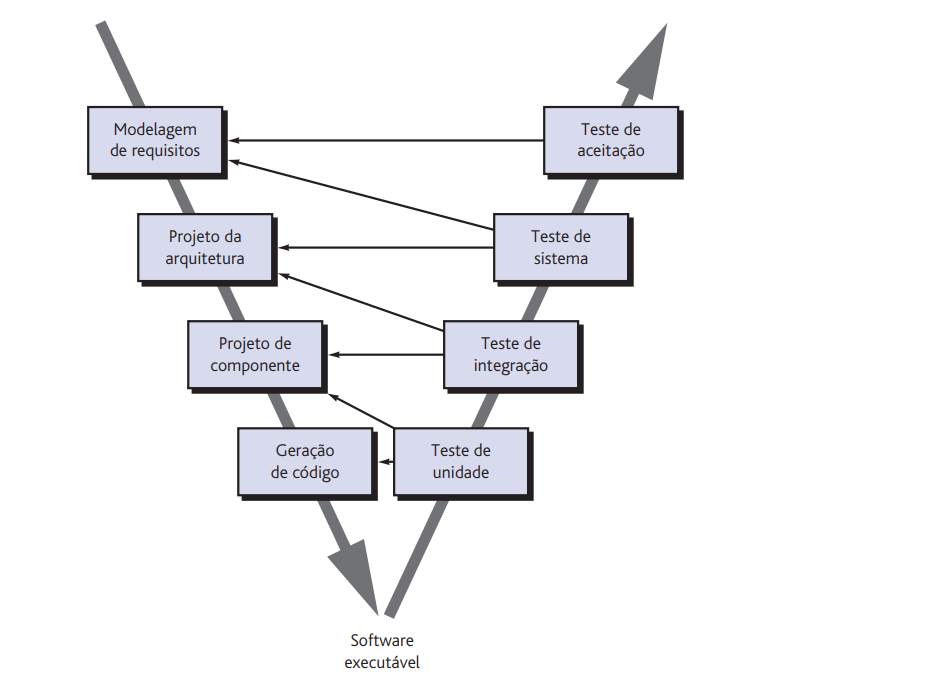 Modelagem
de requisitos
Teste de
aceitação
Projeto da
arquitetura
Teste de
sistema
Projeto de
componente
Teste de
integração
Geração
de código
Teste de
unidade
Software
executável